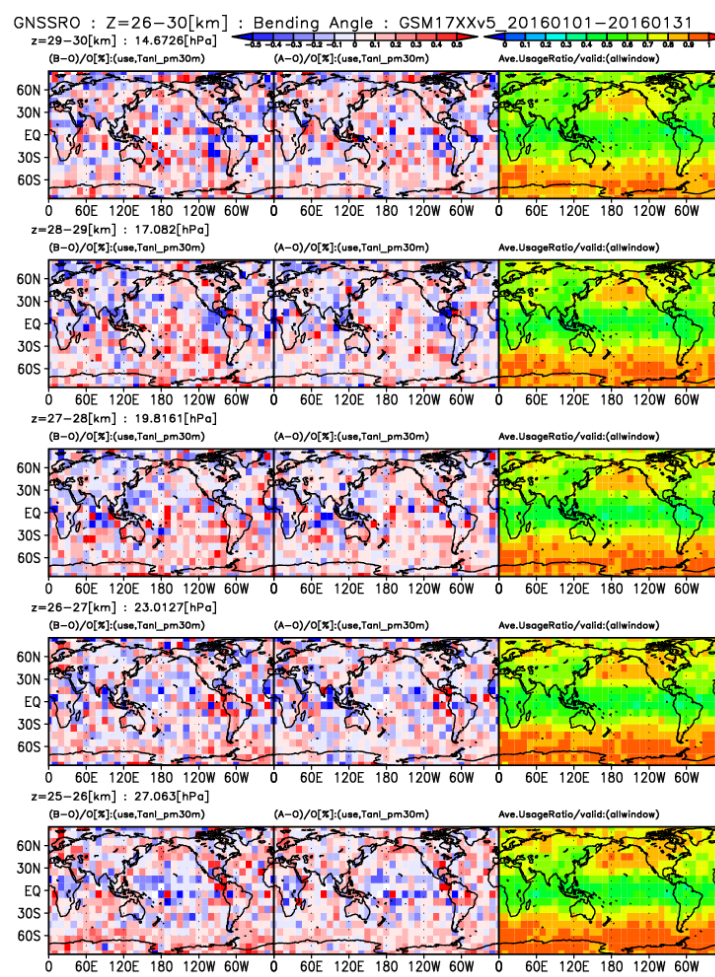 GNSSRO : Z=26-30[km] : Bending Angle : GSM17XXv5_20160101-20160131
z=29-30[km] : 14.6726[hPa]
-0.5 -0.4 -0.3 -0.2 -0.1 0.1 0.2 0.3 0.4 0.5
0 0.1 0.2 0.3 0.4 0.5 0.6 0.7 0.8 0.9 1
(B-O)/O[%]:(use,Tanl_pm30m) (A-O)/O[%]:(use,Tanl_pm30m) Ave.UsageRatio/valid:(allwindow)
60N
30N
EQ
30S
60S
0 60E 120E 180 120W 60W 0 60E 120E 180 120W 60W 0 60E 120E 180 120W 60W
z=28-29[km] : 17.082[hPa]
(B-O)/O[%]:(use,Tanl_pm30m) (A-O)/O[%]:(use,Tanl_pm30m) Ave.UsageRatio/valid:(allwindow)
60N
30N
EQ
30S
60S
0 60E 120E 180 120W 60W 0 60E 120E 180 120W 60W 0 60E 120E 180 120W 60W
z=27-28[km] : 19.8161[hPa]
(B-O)/O[%]:(use,Tanl_pm30m) (A-O)/O[%]:(use,Tanl_pm30m) Ave.UsageRatio/valid:(allwindow)
60N
30N
EQ
30S
60S
0 60E 120E 180 120W 60W 0 60E 120E 180 120W 60W 0 60E 120E 180 120W 60W
z=26-27[km] : 23.0127[hPa]
(B-O)/O[%]:(use,Tanl_pm30m) (A-O)/O[%]:(use,Tanl_pm30m) Ave.UsageRatio/valid:(allwindow)
60N
30N
EQ
30S
60S
0 60E 120E 180 120W 60W 0 60E 120E 180 120W 60W 0 60E 120E 180 120W 60W
z=25-26[km] : 27.063[hPa]
(B-O)/O[%]:(use,Tanl_pm30m) (A-O)/O[%]:(use,Tanl_pm30m) Ave.UsageRatio/valid:(allwindow)
60N
30N
EQ
30S
60S
0 60E 120E 180 120W 60W 0 60E 120E 180 120W 60W 0 60E 120E 180 120W 60W